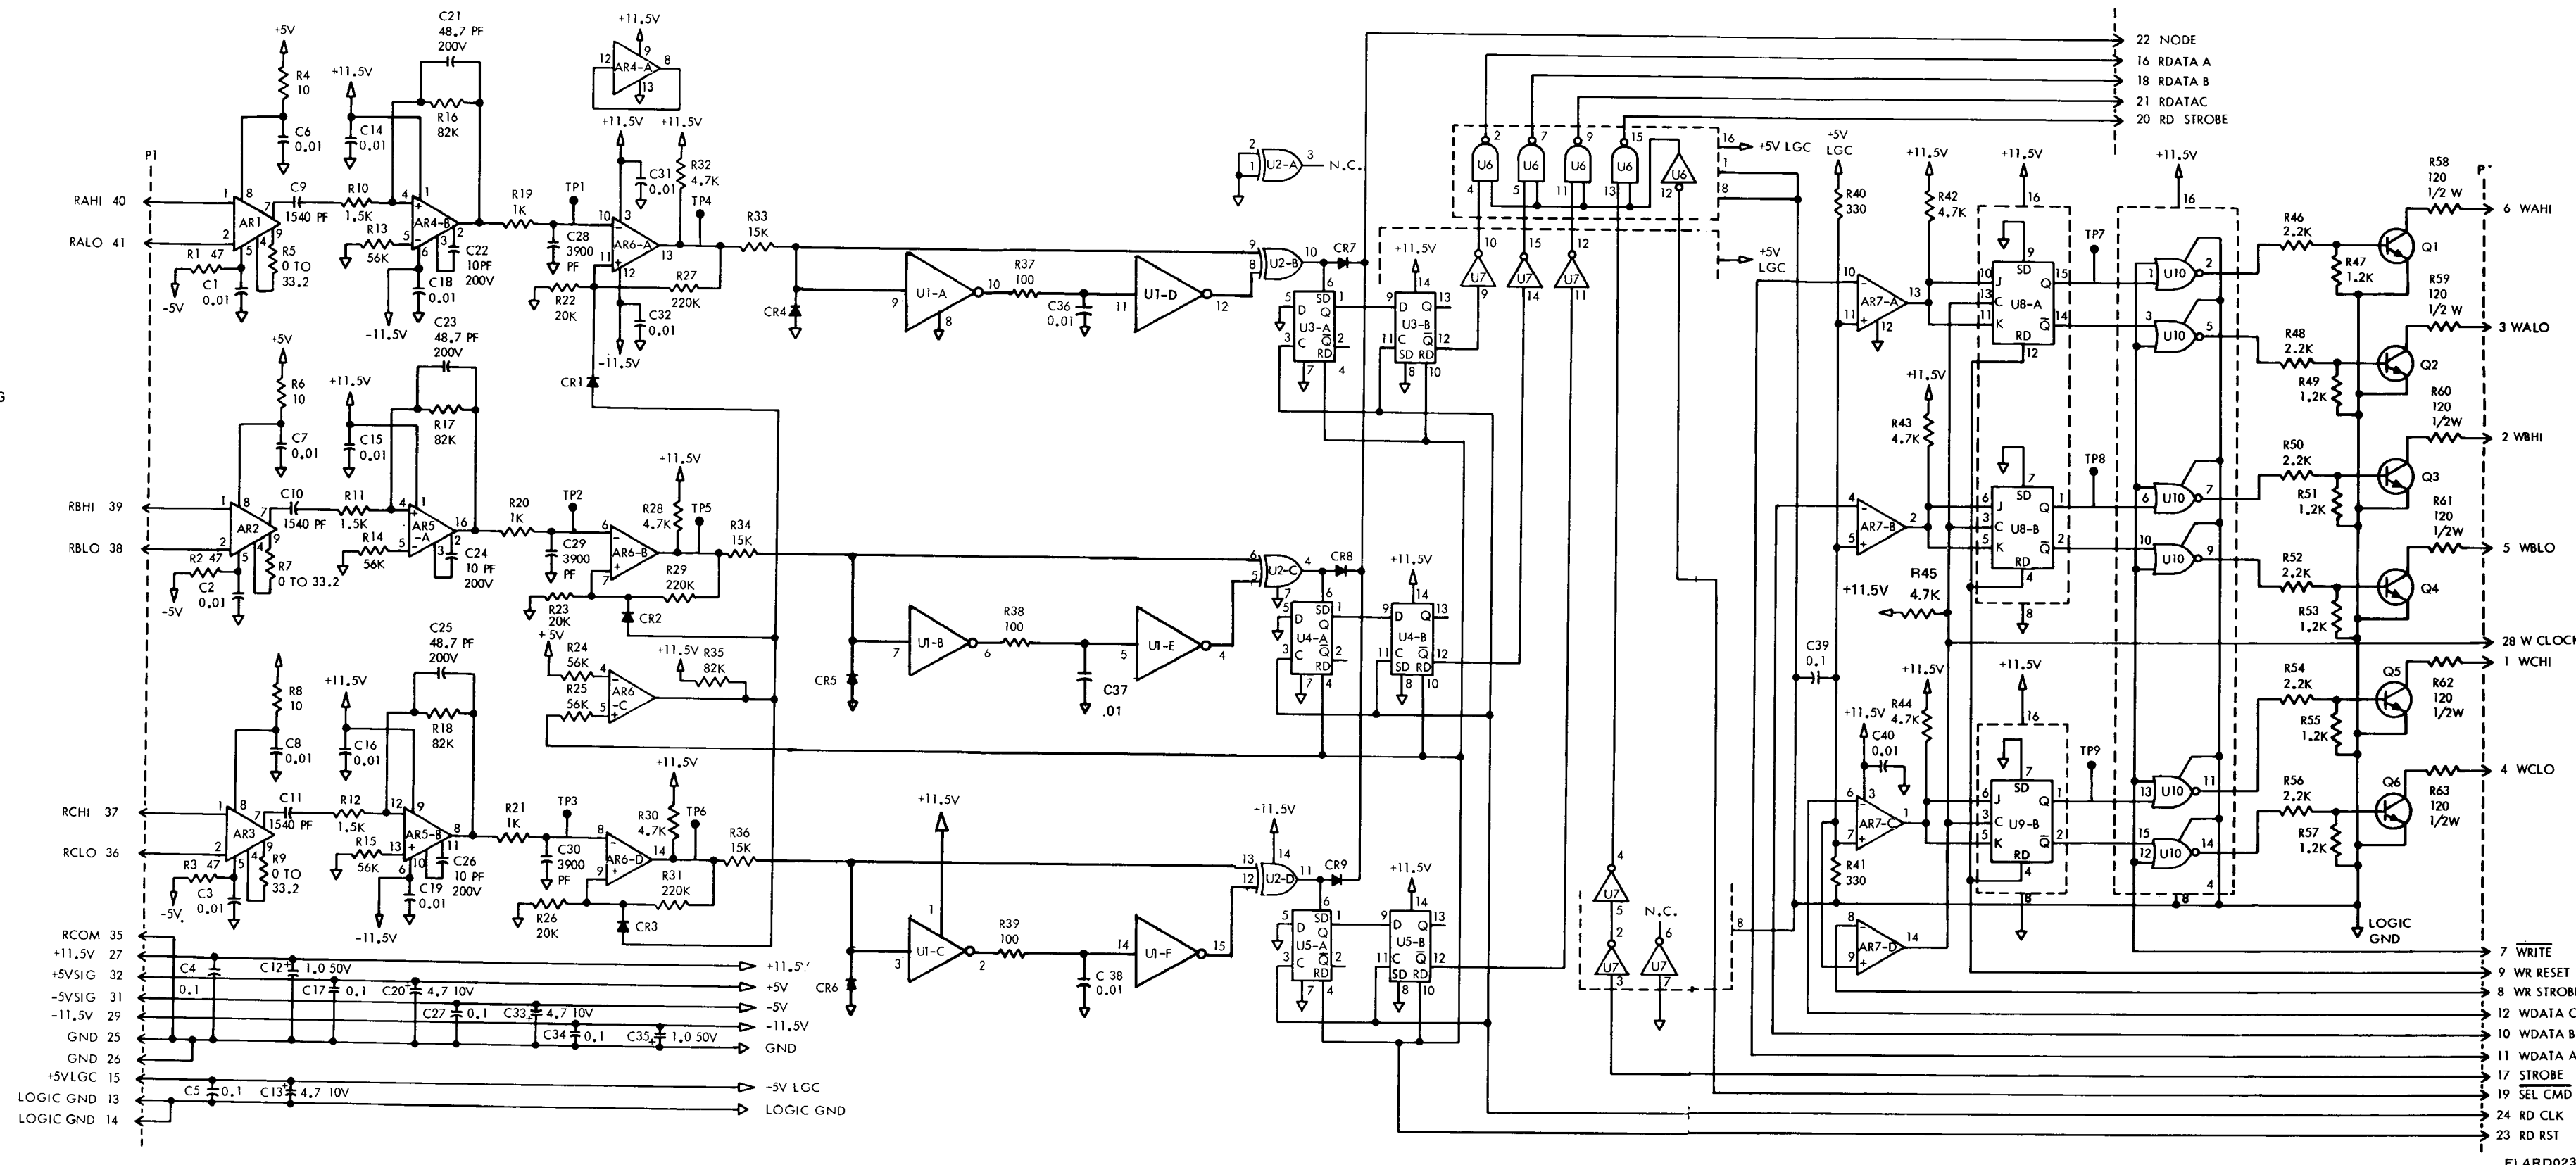 C21
48.7 PF
200V
+11.5V
+5V
R4
10
+11.5V
12 AR4-A 8
9
13
R16
82K
C6
0.01
C14
0.01
+11.5V +11.5V
22 NODE
16 RDATA A
18 RDATA B
21 RDATAC
20 RD STROBE
P1
C31
0.01
R32
4.7K
2
1 U2-A 3 N.C.
U6 U6 U6 U6 U6
+5V LGC
+5V
LGC
+11.5V
+11.5V
+11.5V
R58
120
1/2 W
RAHI 40
AR1
C9
1540 PF
R10
1.5K
AR4-B
R19
1K
TP1
AR6-A
TP4
R33
15K
R40
330
R42
4.7K
6 WAHI
RALO 41
R1 47
C1
0.01
-5V
R5
0 TO
33.2
R13
56K
C22
10PF
200V
C18
0.01
-11.5V
C28
3900
PF
R22
20K
R27
220K
C32
0.01
-11.5V
CR1
CR4
U1-A
R37
100
C36
0.01
U1-D
U2-B
CR7
U3-A
D
Q
C
SD
RD
U3-B
+11.5V
U7 U7 U7
+5V
LGC
AR7-A
U8-A
J
C
K
SD
RD
Q
TP7
U10
U10
R46
2.2K
R47
1.2K
Q1
R59
120
1/2 W
3 WALO
R48
2.2K
R49
1.2K
Q2
C23
48.7 PF
200V
+5V
R6
10
+11.5V
R17
82K
C7
0.01
C15
0.01
RBHI 39
RBLO 38
AR2
C10
1540 PF
R11
1.5K
AR5
-A
R2 47
C2
0.01
-5V
R7
0 TO 33.2
R14
56K
C24
10 PF
200V
R20
1K
TP2
C29
3900
PF
AR6-B
+11.5V
R28
4.7K
TP5
R34
15K
R29
220K
R23
20K
CR2
CR5
U1-B
R38
100
C37
.01
U1-E
U2-C
CR8
U4-A
U4-B
+11.5V
+11.5V
R43
4.7K
AR7-B
U8-B
TP8
U10
U10
R50
2.2K
R51
1.2K
Q3
R60
120
1/2W
2 WBHI
R52
2.2K
R53
1.2K
Q4
R61
120
1/2W
5 WBLO
+11.5V
R45
4.7K
+5V
R24
56K
R25
56K
AR6
-C
+11.5V
R35
82K
C39
0.1
28 W CLOCK
1 WCHI
C25
48.7 PF
200V
R8
10
+11.5V
R18
82K
C8
0.01
C16
0.01
RCHI 37
RCLO 36
AR3
C11
1540 PF
R12
1.5K
AR5-B
R3 47
C3
0.01
-5V
R9
0 TO
33.2
R15
56K
C26
10 PF
200V
C19
0.01
-11.5V
R21
1K
TP3
C30
3900
PF
AR6-D
+11.5V
R30
4.7K
TP6
R36
15K
R31
220K
R26
20K
CR3
CR6
+11.5V
U1-C
R39
100
C 38
0.01
U1-F
+11.5V
U2-D
CR9
U5-A
U5-B
+11.5V
U7
U7
N.C.
U7
+11.5V
C40
0.01
+11.5V
R44
4.7K
AR7-C
R41
330
AR7-D
+11.5V
U9-B
TP9
U10
U10
R54
2.2K
R55
1.2K
Q5
R62
120
1/2W
R56
2.2K
R57
1.2K
Q6
R63
120
1/2W
4 WCLO
LOGIC
GND
RCOM 35
+11.5V 27
+5VSIG 32
-5VSIG 31
-11.5V 29
GND 25
GND 26
+5VLGC 15
LOGIC GND 13
LOGIC GND 14
C4
0.1
C12 1.0 50V
C17 0.1
C20 4.7 10V
C27 0.1
C33 4.7 10V
C34 0.1
C35 1.0 50V
C5 0.1
C13 4.7 10V
+11.5V
+5V
-5V
-11.5V
GND
+5V LGC
LOGIC GND
7 WRITE
9 WR RESET
8 WR STROBE
12 WDATA C
10 WDATA B
11 WDATA A
17 STROBE
19 SEL CMD
24 RD CLK
23 RD RST